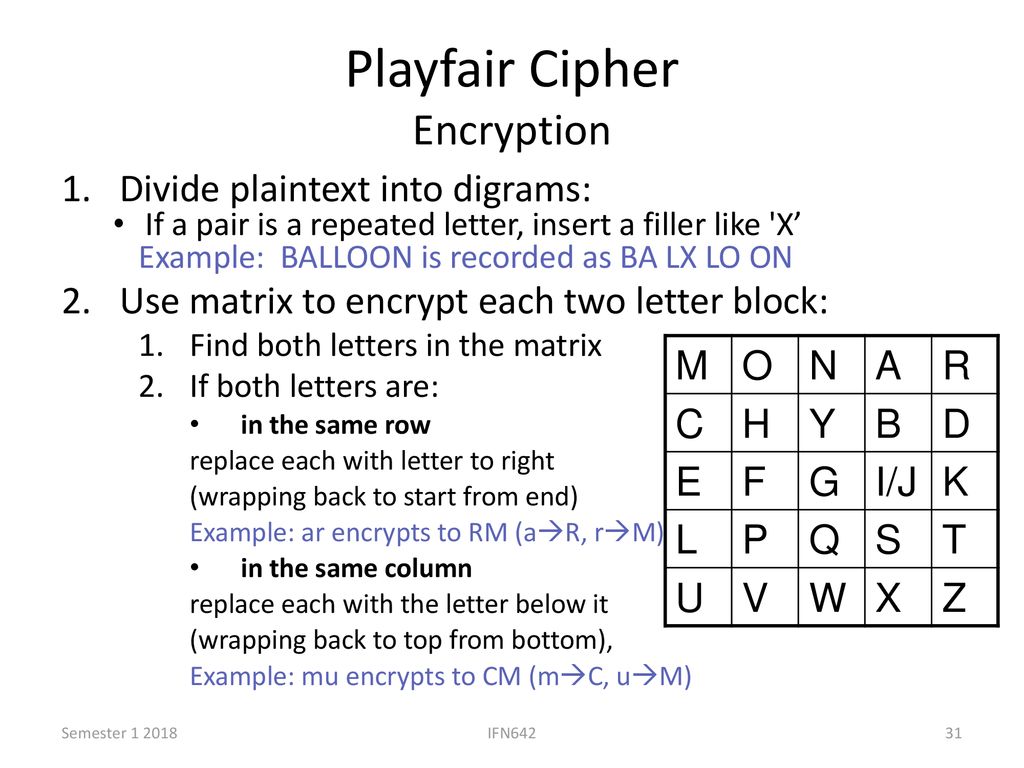 Playfair Cipher
Encryption
1. Divide plaintext into digrams:
• If a pair is a repeated letter, insert a filler like 'X’
Example: BALLOON is recorded as BA LX LO ON
2. Use matrix to encrypt each two letter block:
1. Find both letters in the matrix
2. If both letters are:
• in the same row
replace each with letter to right
(wrapping back to start from end)
Example: ar encrypts to RM (a→R, r→M)
• in the same column
replace each with the letter below it
(wrapping back to top from bottom),
Example: mu encrypts to CM (m→C, u→M)
M O N A R
C H Y B D
E F G I/J K
L P Q S T
U V W X Z
Semester 1 2018
IFN642
31